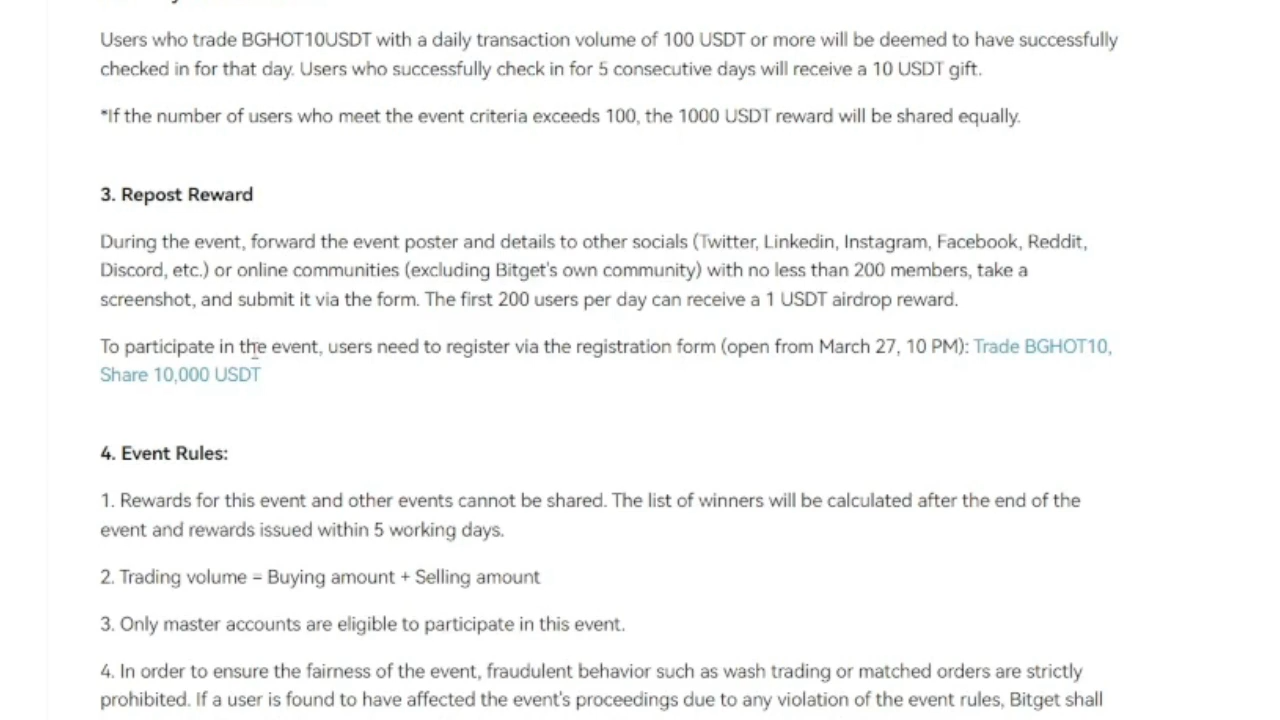 Users who trade BGHOT10USDT with a daily transaction volume of 100 USDT or more will be deemed to have successfully
checked in for that day. Users who successfully check in for 5 consecutive days will receive a 10 USDT gift.
*If the number of users who meet the event criteria exceeds 100, the 1000 USDT reward will be shared equally.
3. Repost Reward
During the event, forward the event poster and details to other socials (Twitter, Linkedin, Instagram, Facebook, Reddit,
Discord, etc.) or online communities (excluding Bitget's own community) with no less than 200 members, take a
screenshot, and submit it via the form. The first 200 users per day can receive a 1 USDT airdrop reward.
To participate in the event, users need to register via the registration form (open from March 27, 10 PM): Trade BGHOT10,
Share 10,000 USDT
4. Event Rules:
1. Rewards for this event and other events cannot be shared. The list of winners will be calculated after the end of the
event and rewards issued within 5 working days.
2. Trading volume = Buying amount + Selling amount
3. Only master accounts are eligible to participate in this event.
4. In order to ensure the fairness of the event, fraudulent behavior such as wash trading or matched orders are strictly
prohibited. If a user is found to have affected the event's proceedings due to any violation of the event rules, Bitget shall